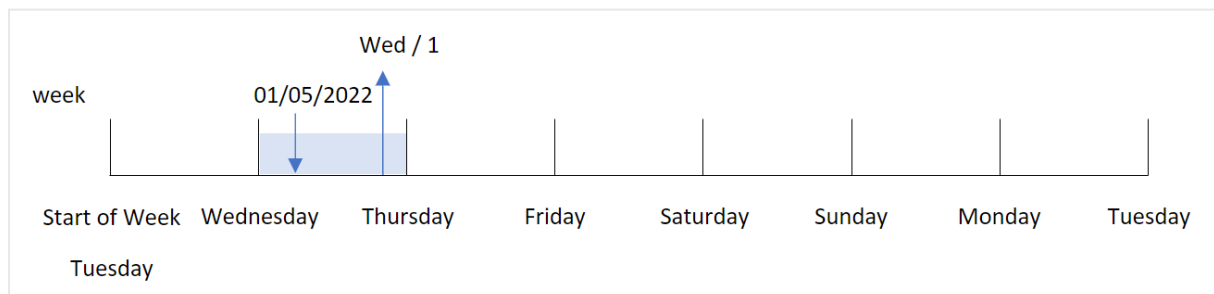 Wed / 1
week 01/05/2022
Start of Week Wednesday Thursday Friday Saturday Sunday Monday Tuesday
Tuesday